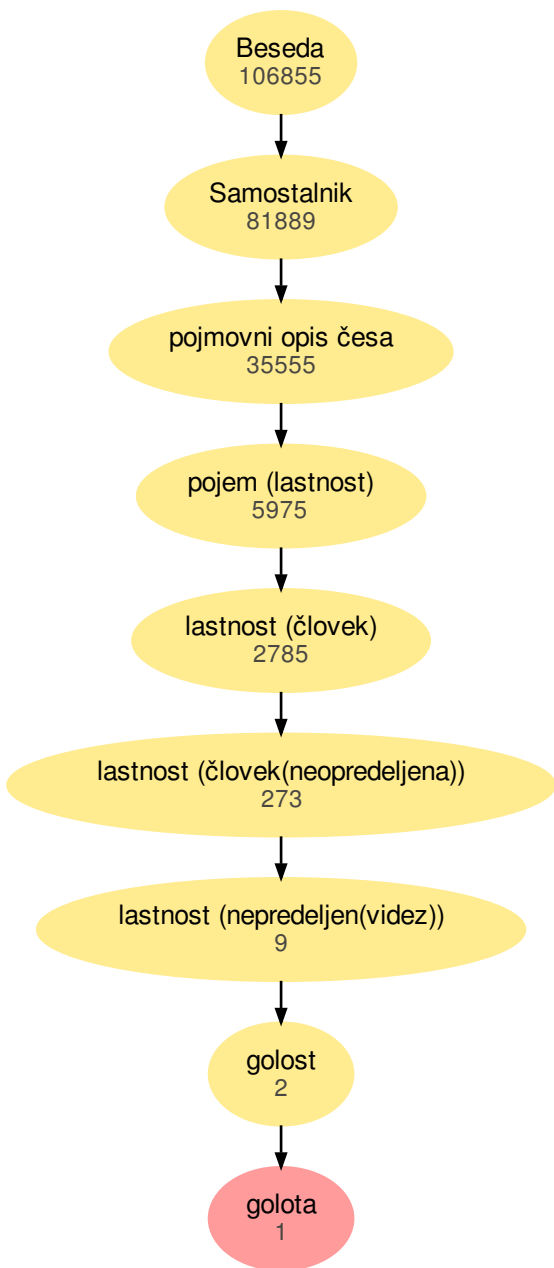 Beseda
106855
Samostalnik
81889
pojmovni opis česa
35555
pojem (lastnost)
5975
lastnost (človek)
2785
lastnost (človek(neopredeljena))
273
lastnost (nepredeljen(videz))
9
golost
2
golota
1